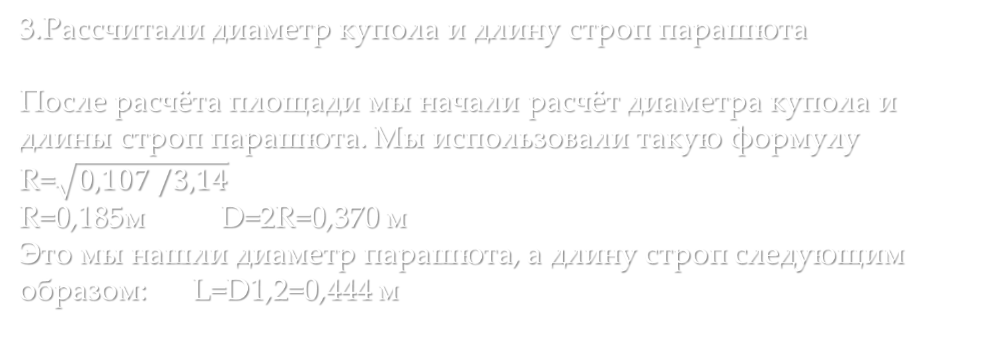 3.Рассчитали диаметр купола и длину строп парашюта
После расчёта площади мы начали расчёт диаметра купола и
длины строп парашюта. Мы использовали такую формулу
R=√0,107 /3,14
R=0,185м D=2R=0,370 м
Это мы нашли диаметр парашюта, а длину строп следующим
образом: L=D1,2=0,444 м